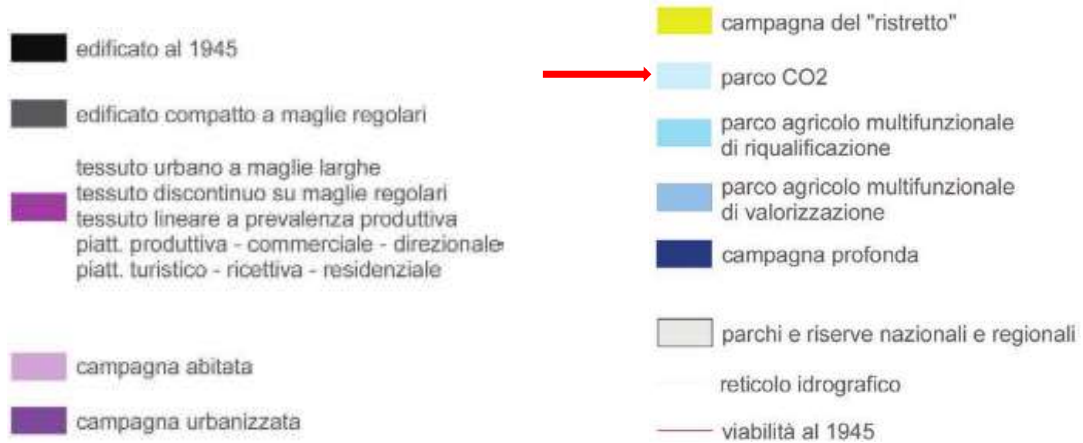 edificato al 1945
edificato compatto a maglie regolari
tessuto urbano a maglie larghe
tessuto discontinuo su maglie regolari
tessuto lineare a prevalenza produttiva
piatt. produttiva - commerciale - direzionale
piatt. turistico - ricettiva - residenziale
campagna abitata
campagna urbanizzata
campagna del "ristretto"
parco CO2
parco agricolo multifunzionale
di riqualificazione
parco agricolo multifunzionale
di valorizzazione
campagna profonda
parchi e riserve nazionali e regionali
reticolo idrografico
viabilità al 1945